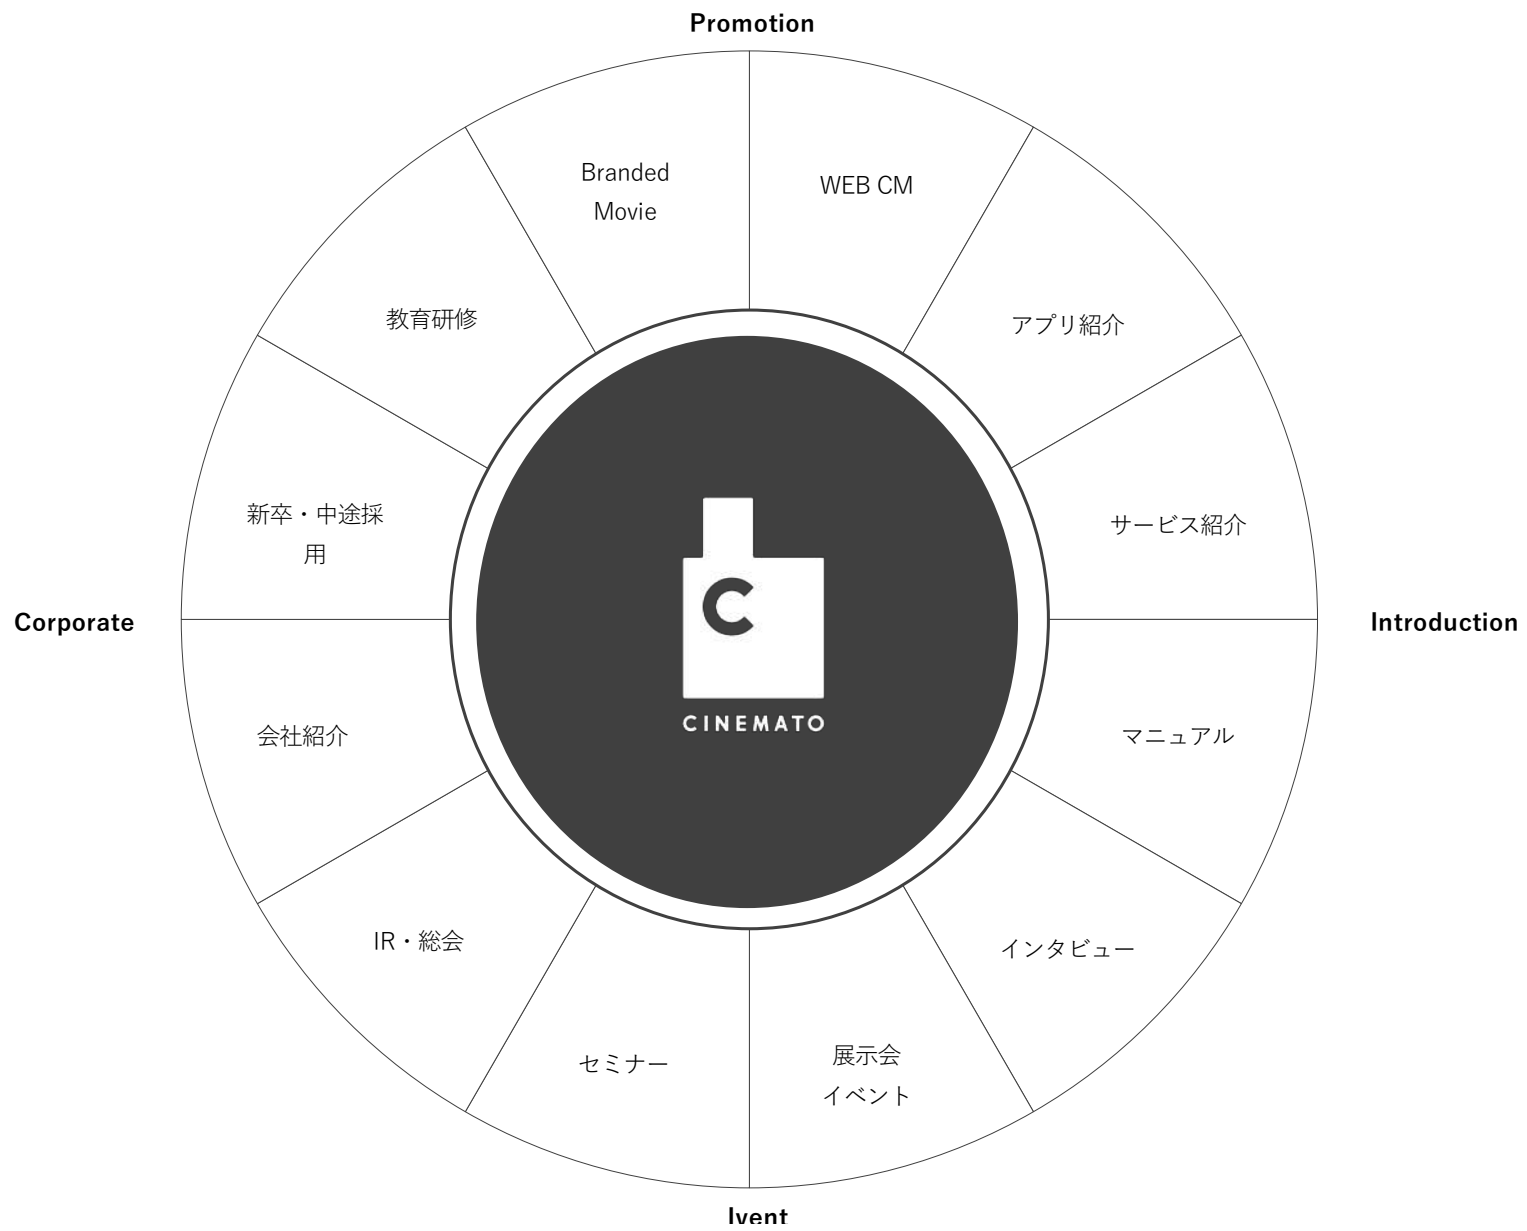 Promotion
Branded
Movie
WEB CM
教育研修
アプリ紹介
新卒・中途採
用
サービス紹介
Corporate
C
CINEMATO
Introduction
会社紹介
マニュアル
IR・総会
インタビュー
セミナー
展示会
イベント
Ivent